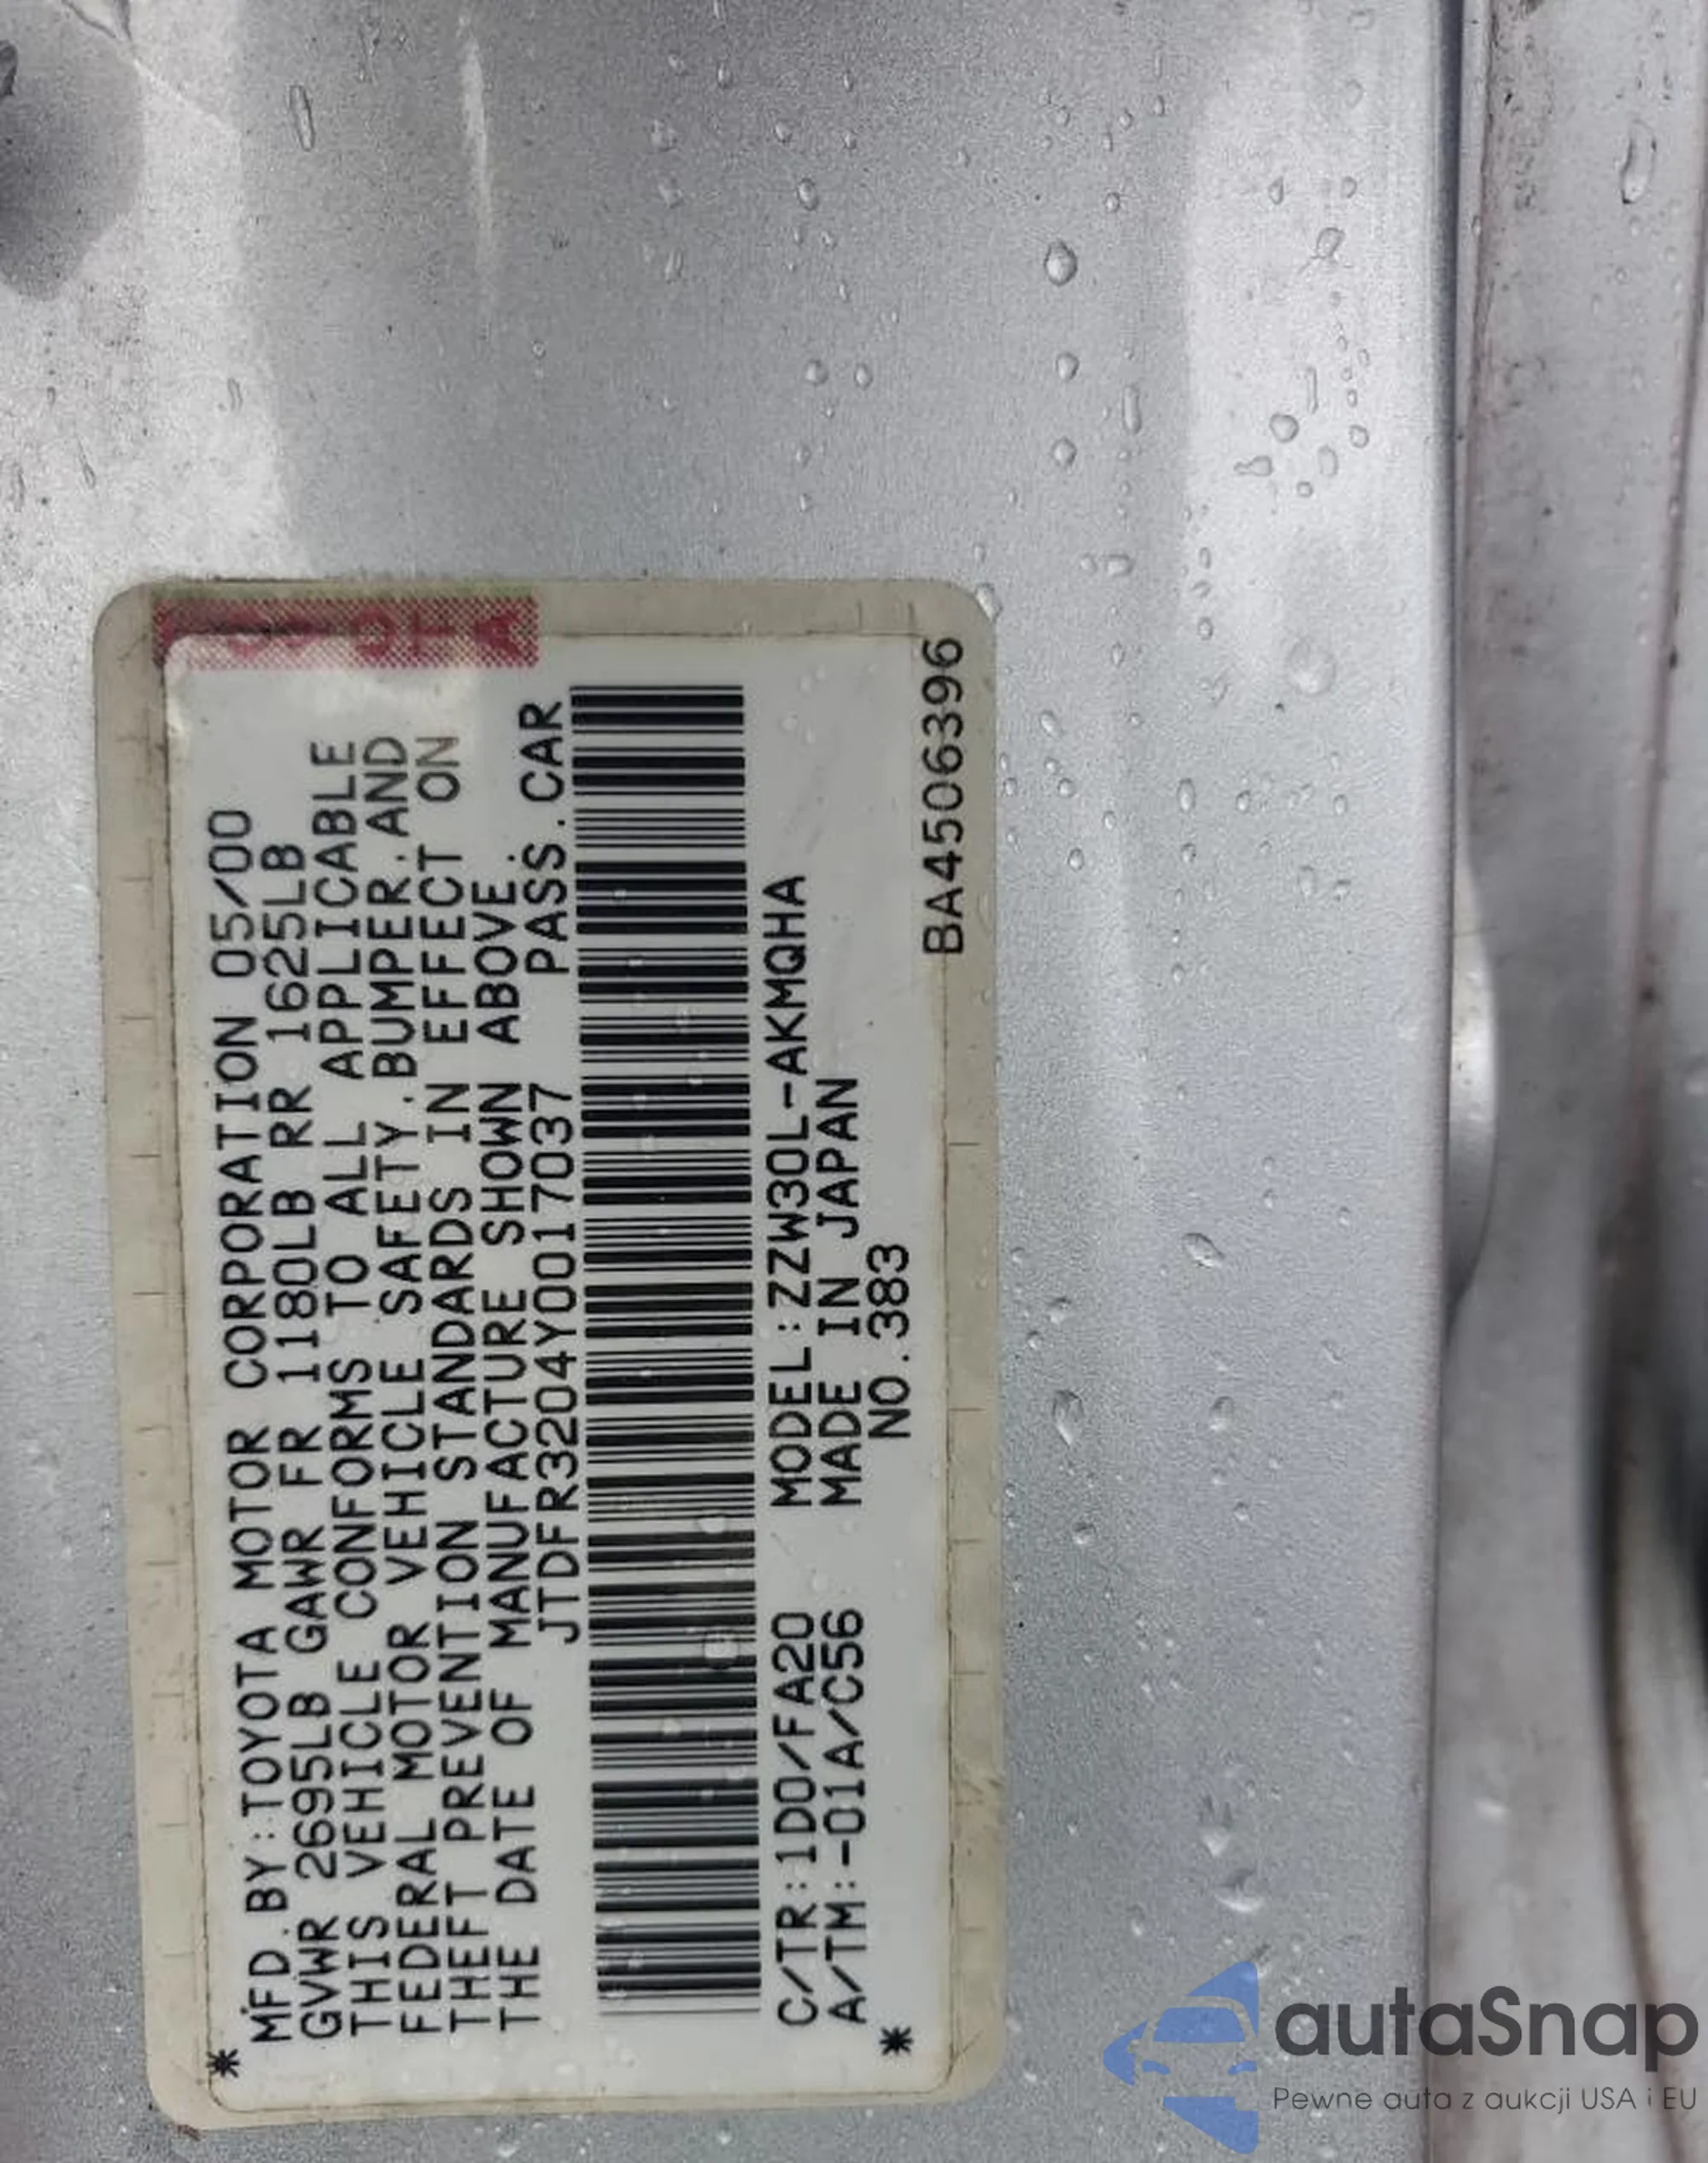 MFD.BY:TOYOTA MOTOR CORPORATION 05/00
GVWR 2695LB GAWR FR 1180LB RR 1625LB
THIS VEHICLE CONFORMS TO ALL APPLICABLE
FEDERAL MOTOR VEHICLE SAFETY.BUMPER.AND
THEFT PREVENTION STANDARDS IN EFFECT ON
THE DATE OF MANUFACTURE SHOWN ABOVE.
JTDFR3204Y0017037 PASS.CAR
C/TR:1D0/FA20 MODEL:ZZW30L-AKMQHA
A/TM:-01A/C56 MADE IN JAPAN
NO.383
BA4506396
autaSnap
Pewne auta z aukcji USA i EU